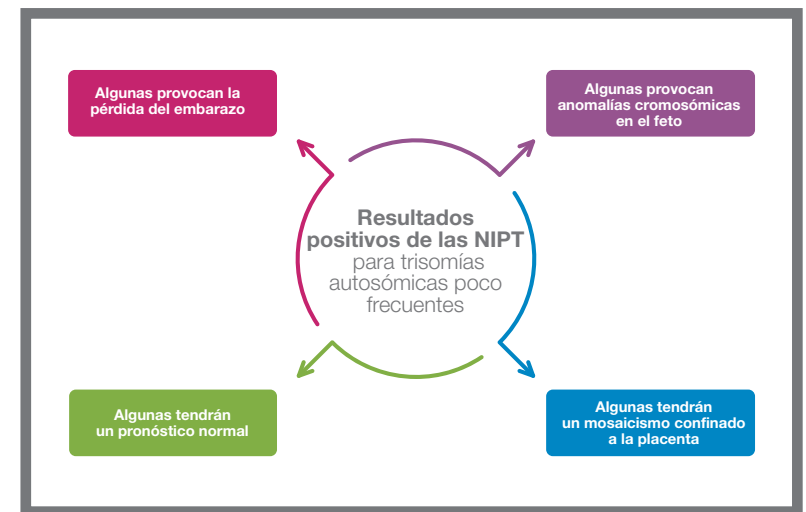 Algunas provocan la
pérdida del embarazo
Algunas provocan
anomalías cromosómicas
en el feto
Resultados
positivos de las NIPT
para trisomías
autosómicas poco
frecuentes
Algunas tendrán
un pronóstico normal
Algunas tendrán
un mosaicismo confinado
a la placenta